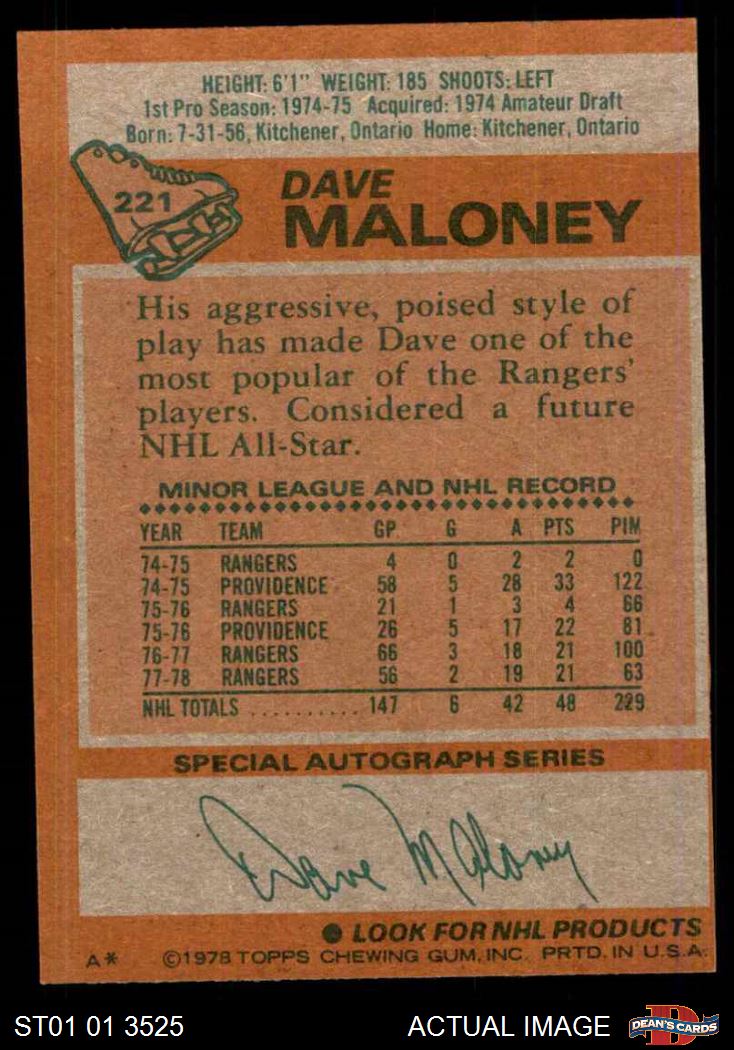 HEIGHT: 6'1" WEIGHT: 185 SHOOTS: LEFT
1st Pro Season: 1974-75 Acquired: 1974 Amateur Draft
Born: 7-31-56, Kitchener, Ontario Home: Kitchener, Ontario
221
DAVE
MALONEY
His aggressive, poised style of
play has made Dave one of the
most popular of the Rangers'
players. Considered a future
NHL All-Star.
MINOR LEAGUE AND NHL RECORD
YEAR TEAM GP G A PTS PIM
74-75 RANGERS 4 0 2 2 0
74-75 PROVIDENCE 58 5 28 33 122
75-76 RANGERS 21 1 3 4 66
75-76 PROVIDENCE 26 5 17 22 81
76-77 RANGERS 66 3 18 21 100
77-78 RANGERS 56 2 19 21 63
NHL TOTALS .......... 147 6 42 48 229
SPECIAL AUTOGRAPH SERIES
Dave Maloney
● LOOK FOR NHL PRODUCTS
A* ©1978 TOPPS CHEWING GUM, INC. PRTD. IN U.S.A.
ST01 01 3525 ACTUAL IMAGE DEAN'S CARDS